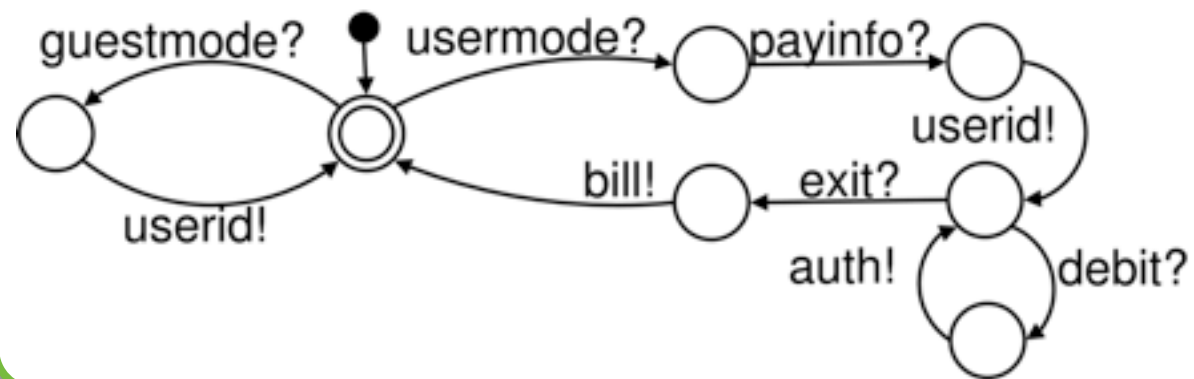 guestmode?
usermode?
payinfo?
userid!
bill!
exit?
userid!
auth!
debit?